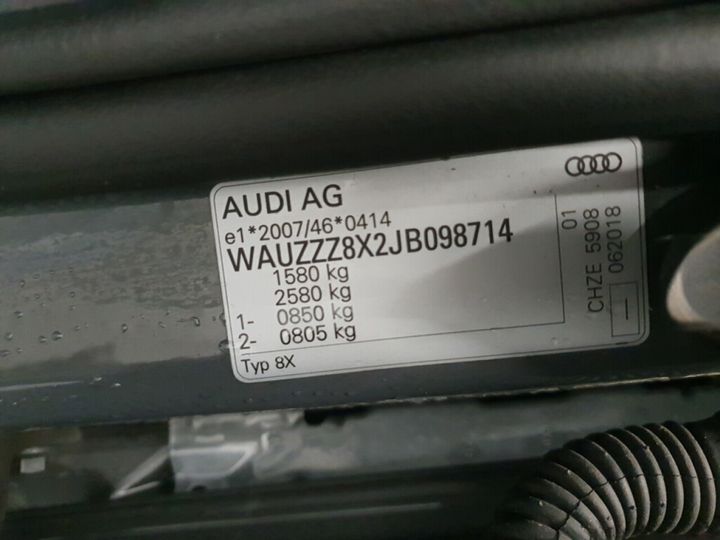 AUDI AG
e1*2007/46*0414
WAUZZZ8X2JB098714
1580 kg
2580 kg
1- 0850 kg
2- 0805 kg
Typ 8X
01
CHZE 5908
062018